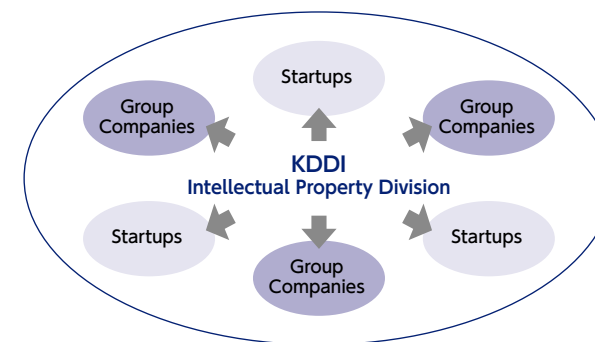 Startups
Group
Companies
Group
Companies
KDDI
Intellectual Property Division
Startups
Startups
Group
Companies